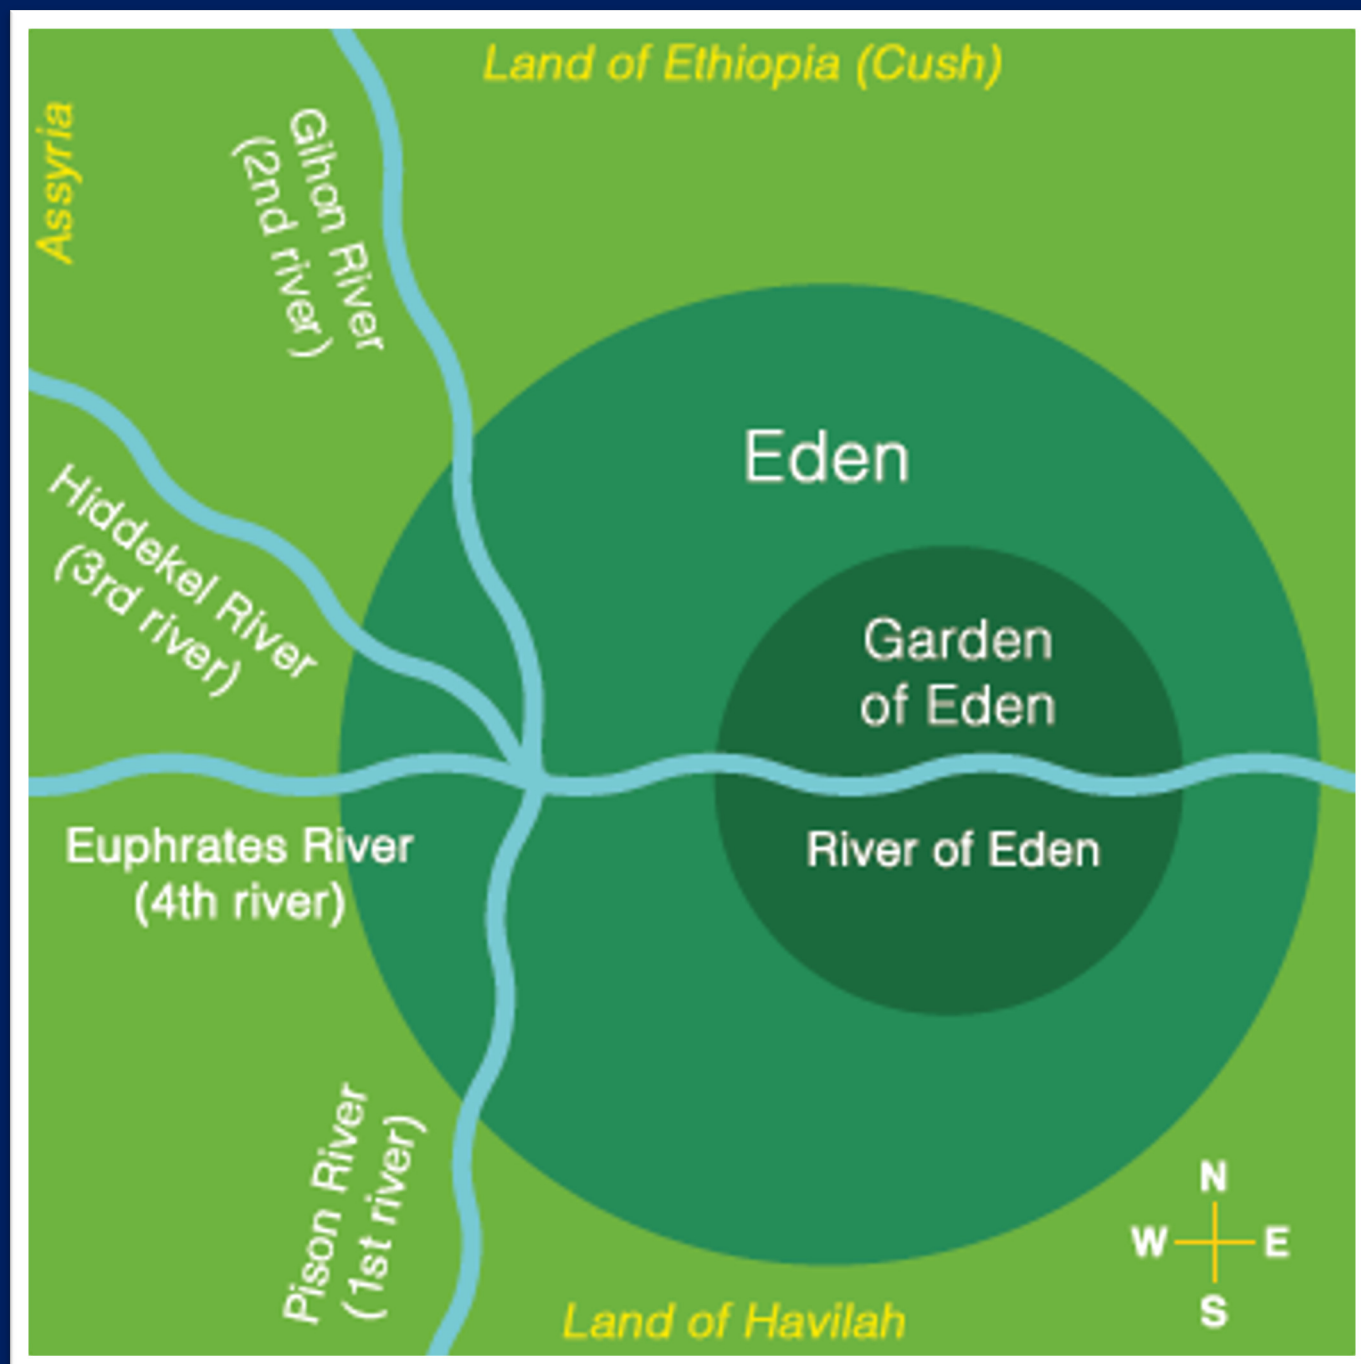 Land of Ethiopia (Cush)
Assyria
Gihon River
(2nd river)
Eden
Hiddekel River
(3rd river)
Garden
of Eden
Euphrates River
(4th river)
River of Eden
Pison River
(1st river)
N
W E
S
Land of Havilah